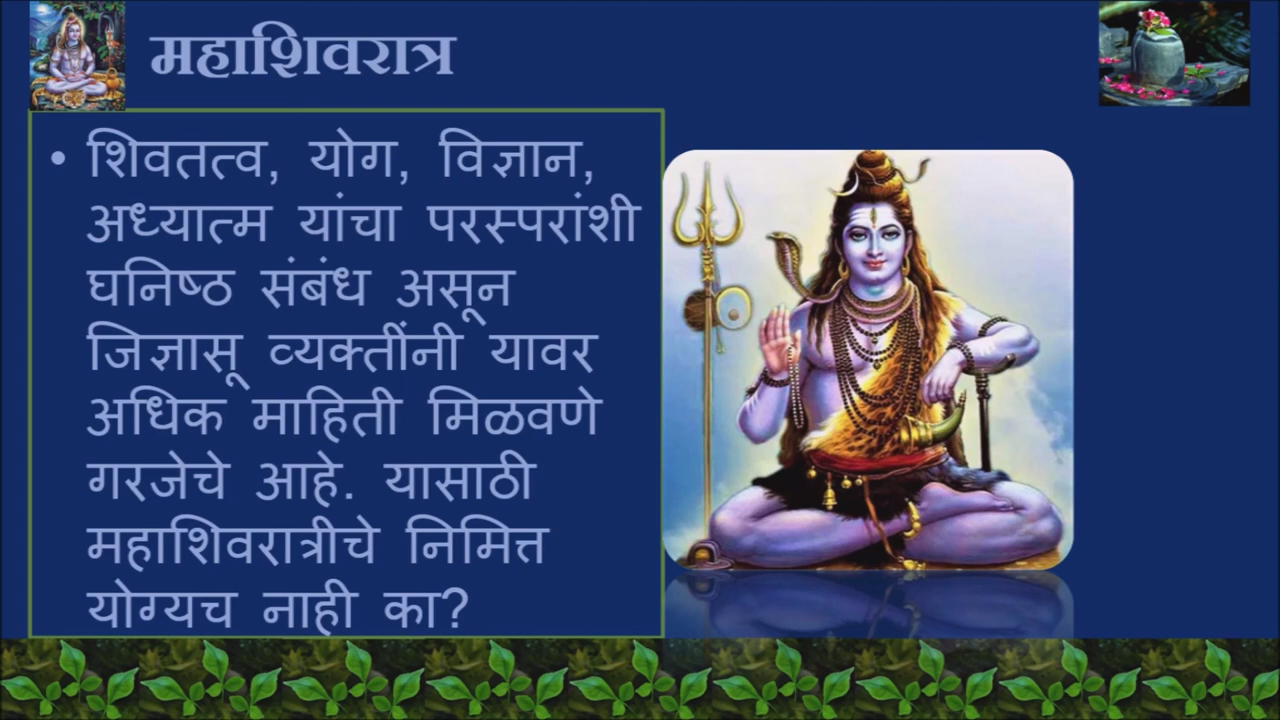 महाशिवरात्र
• शिवतत्व, योग, विज्ञान,
अध्यात्म यांचा परस्परांशी
घनिष्ठ संबंध असून
जिज्ञासू व्यक्तींनी यावर
अधिक माहिती मिळवणे
गरजेचे आहे. यासाठी
महाशिवरात्रीचे निमित्त
योग्यच नाही का?